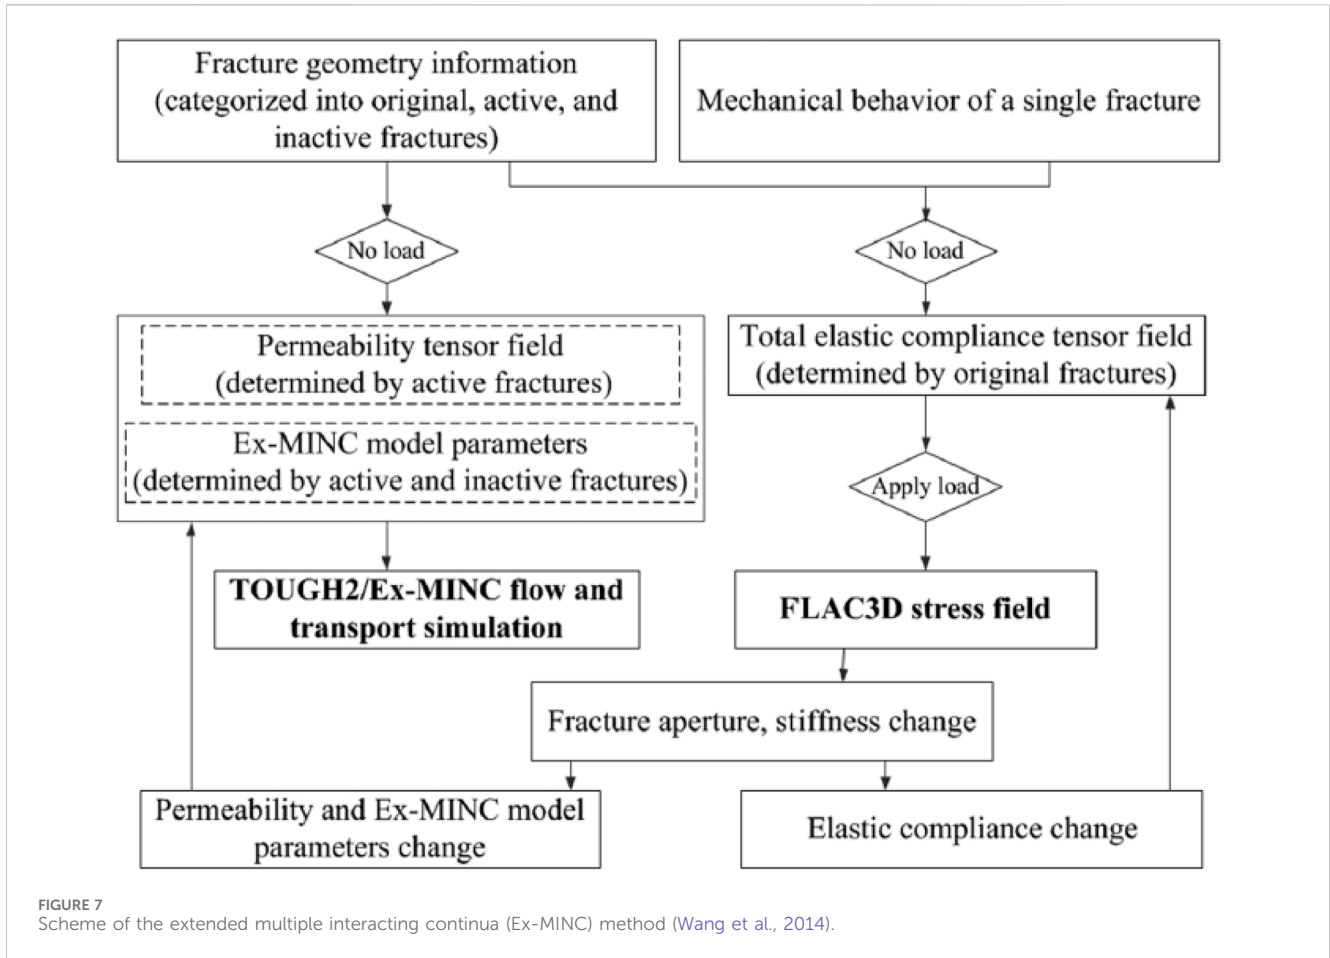 Fracture geometry information
(categorized into original, active, and
inactive fractures)
Mechanical behavior of a single fracture
No load
No load
Permeability tensor field
(determined by active fractures)
Ex-MINC model parameters
(determined by active and inactive fractures)
Total elastic compliance tensor field
(determined by original fractures)
Apply load
TOUGH2/Ex-MINC flow and
transport simulation
FLAC3D stress field
Fracture aperture, stiffness change
Permeability and Ex-MINC model
parameters change
Elastic compliance change
FIGURE 7
Scheme of the extended multiple interacting continua (Ex-MINC) method (Wang et al., 2014).